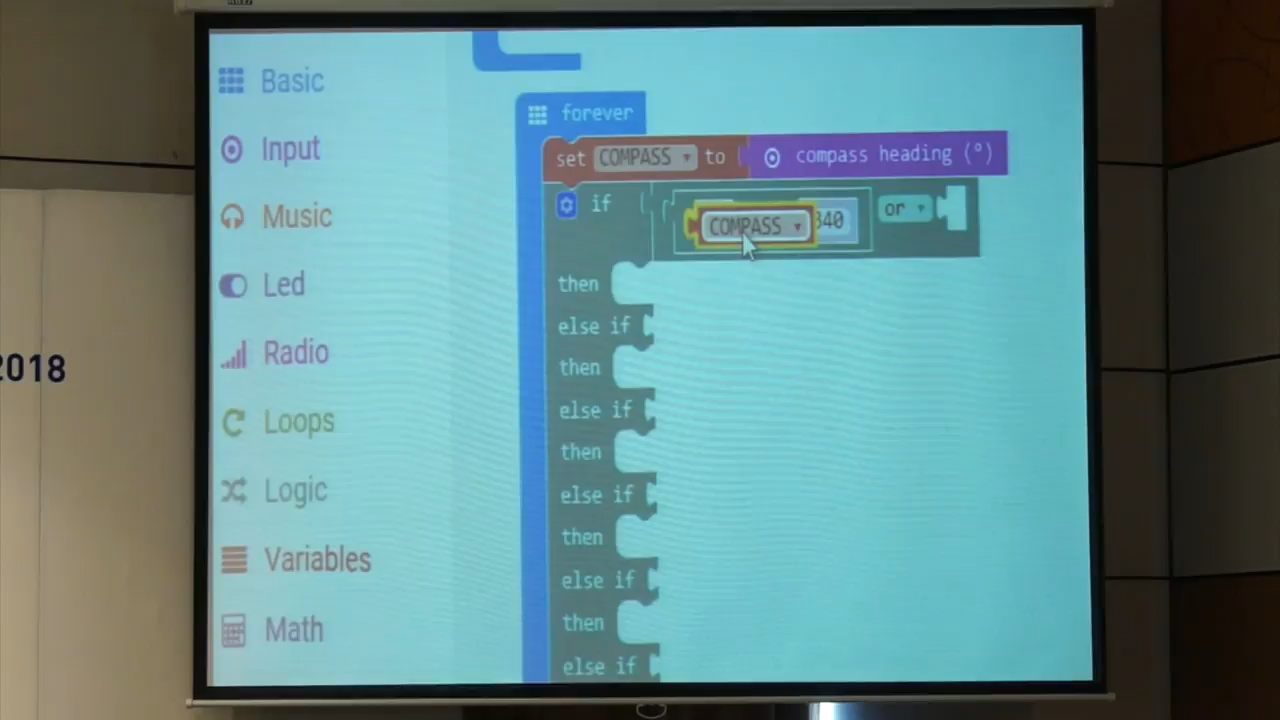 2018
Basic
Input
Music
Led
Radio
Loops
Logic
Variables
Math
forever
set COMPASS to compass heading (°)
if COMPASS 340 or
then
else if
then
else if
then
else if
then
else if
then
else if